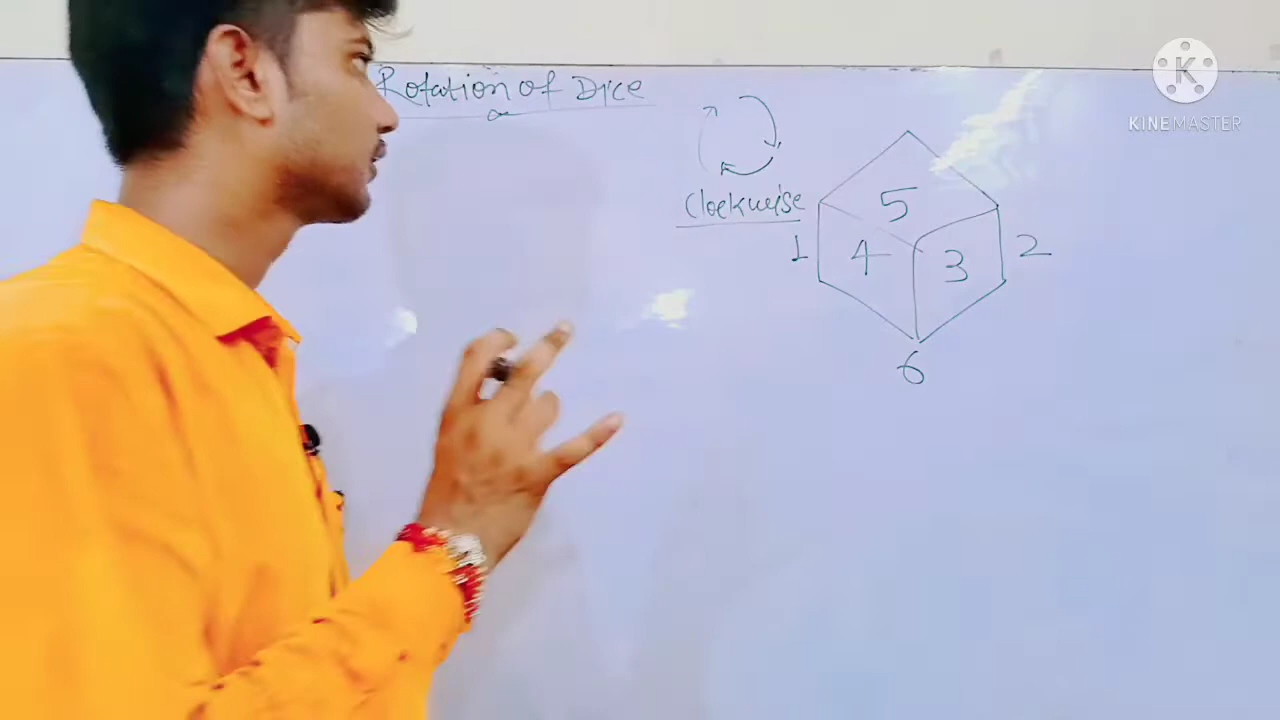 Rotation of Dice
K
KINEMASTER
Clockwise
5
1 4 3 2
6